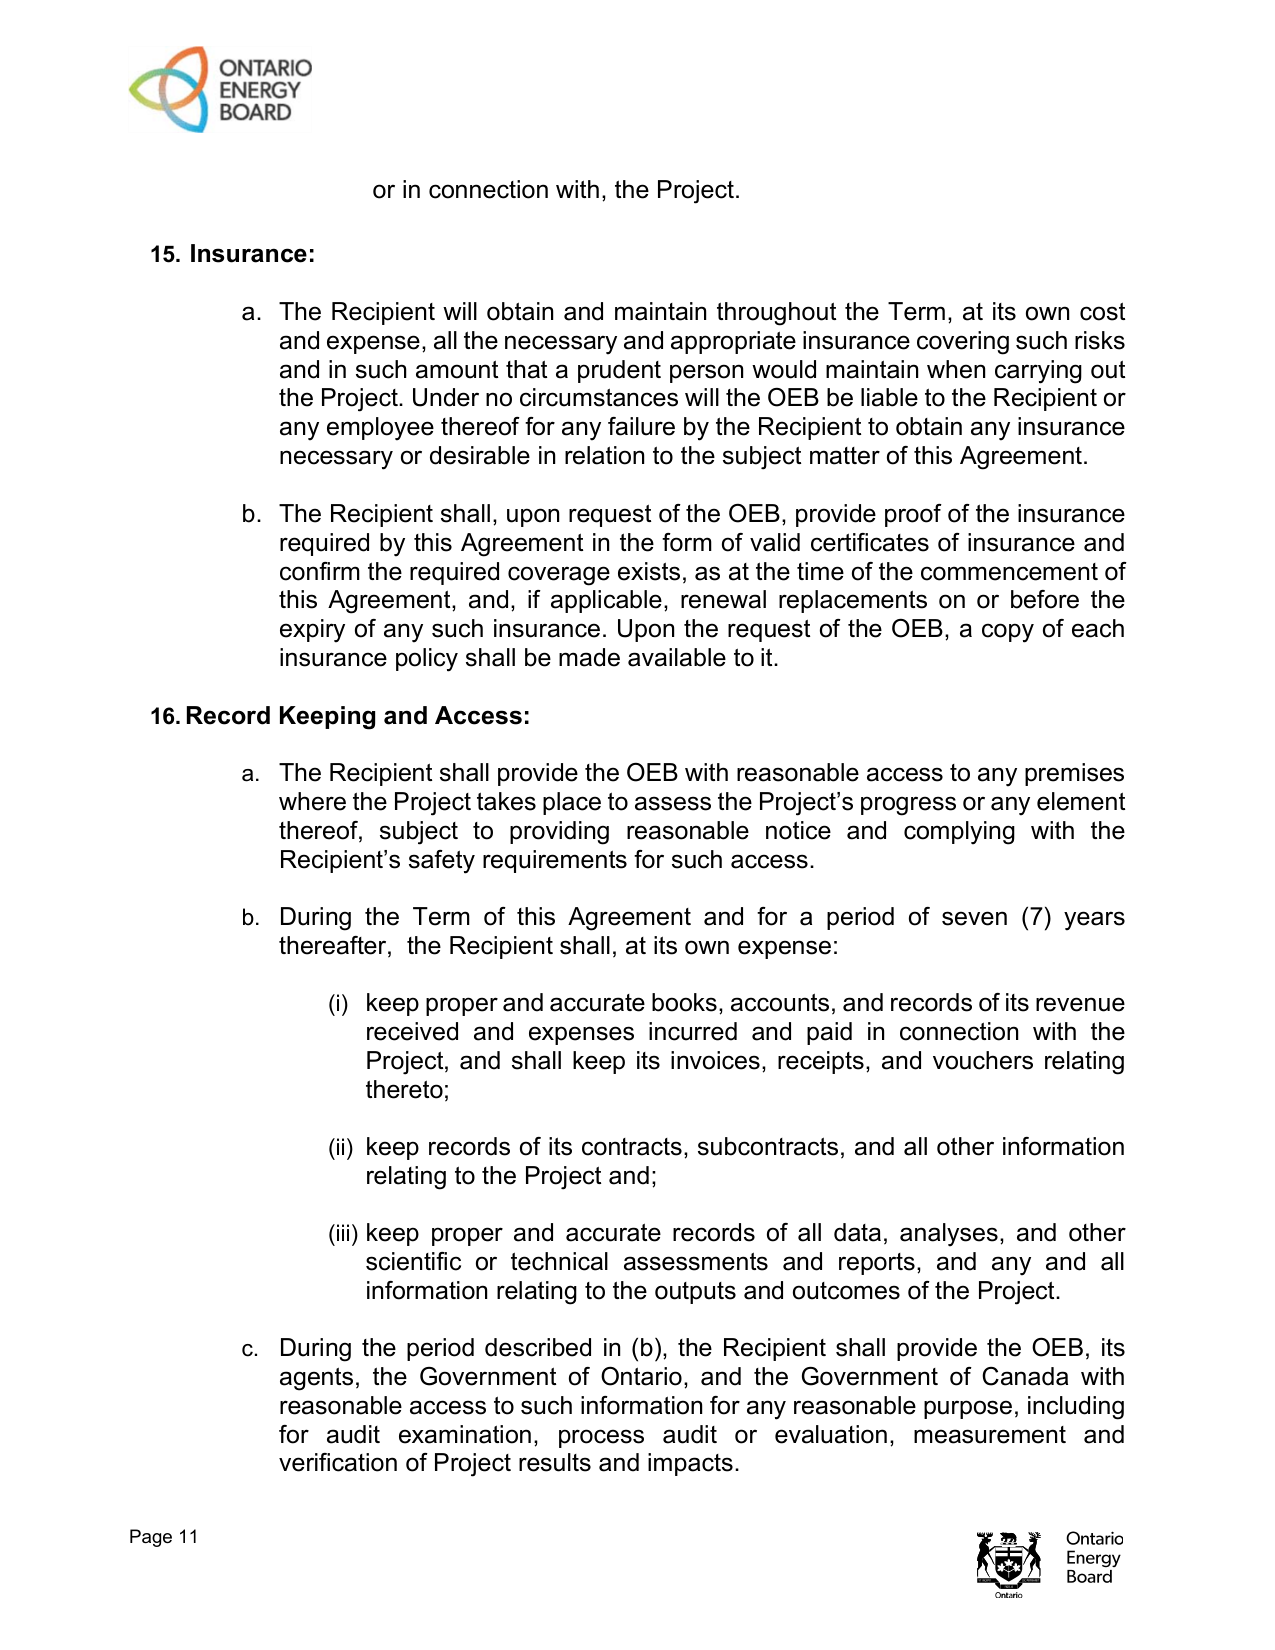 ONTARIO
ENERGY
BOARD
or in connection with, the Project.
15. Insurance:
a. The Recipient will obtain and maintain throughout the Term, at its own cost
and expense, all the necessary and appropriate insurance covering such risks
and in such amount that a prudent person would maintain when carrying out
the Project. Under no circumstances will the OEB be liable to the Recipient or
any employee thereof for any failure by the Recipient to obtain any insurance
necessary or desirable in relation to the subject matter of this Agreement.
b. The Recipient shall, upon request of the OEB, provide proof of the insurance
required by this Agreement in the form of valid certificates of insurance and
confirm the required coverage exists, as at the time of the commencement of
this Agreement, and, if applicable, renewal replacements on or before the
expiry of any such insurance. Upon the request of the OEB, a copy of each
insurance policy shall be made available to it.
16. Record Keeping and Access:
a. The Recipient shall provide the OEB with reasonable access to any premises
where the Project takes place to assess the Project’s progress or any element
thereof, subject to providing reasonable notice and complying with the
Recipient’s safety requirements for such access.
b. During the Term of this Agreement and for a period of seven (7) years
thereafter, the Recipient shall, at its own expense:
(i) keep proper and accurate books, accounts, and records of its revenue
received and expenses incurred and paid in connection with the
Project, and shall keep its invoices, receipts, and vouchers relating
thereto;
(ii) keep records of its contracts, subcontracts, and all other information
relating to the Project and;
(iii) keep proper and accurate records of all data, analyses, and other
scientific or technical assessments and reports, and any and all
information relating to the outputs and outcomes of the Project.
c. During the period described in (b), the Recipient shall provide the OEB, its
agents, the Government of Ontario, and the Government of Canada with
reasonable access to such information for any reasonable purpose, including
for audit examination, process audit or evaluation, measurement and
verification of Project results and impacts.
Page 11
Ontario
Energy
Board
Ontario